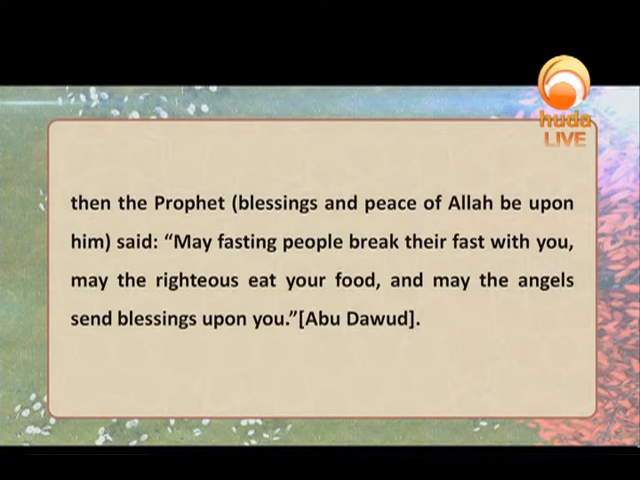 huda
LIVE
then the Prophet (blessings and peace of Allah be upon
him) said: “May fasting people break their fast with you,
may the righteous eat your food, and may the angels
send blessings upon you.”[Abu Dawud].